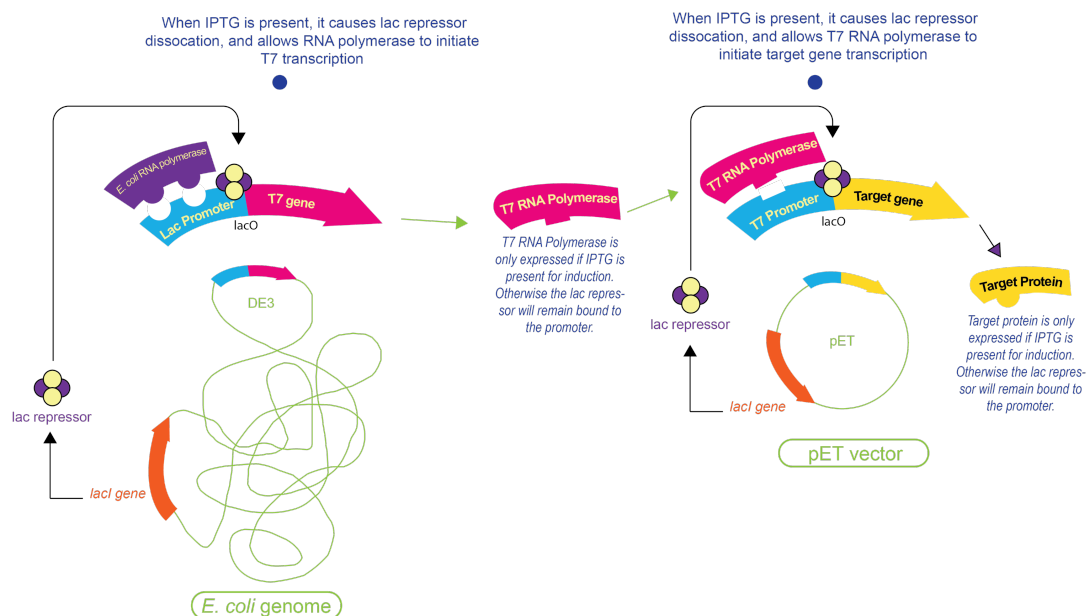 When IPTG is present, it causes lac repressor
dissocation, and allows RNA polymerase to initiate
T7 transcription
E. coli RNA polymerase
Lac Promoter
T7 gene
lacO
DE3
lac repressor
lacI gene
E. coli genome
T7 RNA Polymerase
T7 RNA Polymerase is
only expressed if IPTG is
present for induction.
Otherwise the lac repres-
sor will remain bound to
the promoter.
When IPTG is present, it causes lac repressor
dissocation, and allows T7 RNA polymerase to
initiate target gene transcription
T7 RNA Polymerase
T7 Promoter
Target gene
lacO
lac repressor
pET
lacI gene
pET vector
Target Protein
Target protein is only
expressed if IPTG is
present for induction.
Otherwise the lac repres-
sor will remain bound to
the promoter.